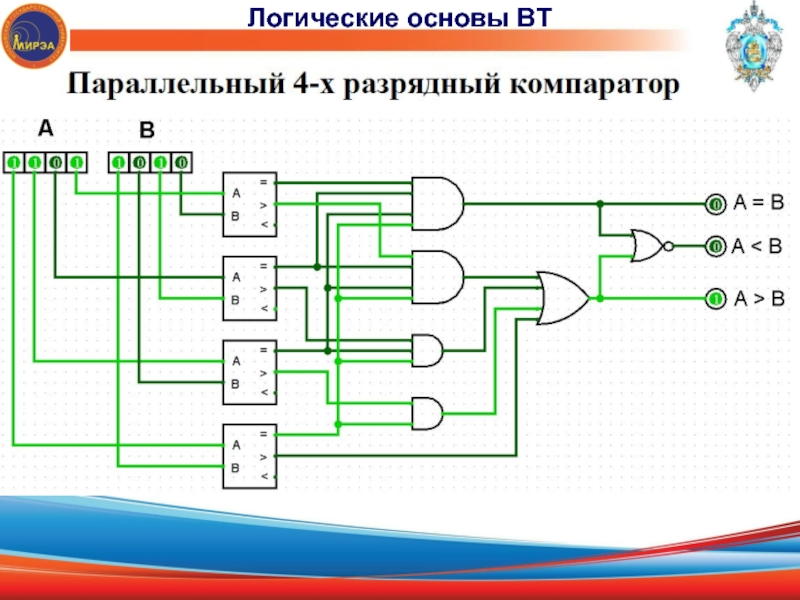 Логические основы ВТ
МИРЭА
Параллельный 4-х разрядный компаратор
A B
1 1 0 1 1 0 1 0
=
A
>
B
<
=
A
>
B
<
=
A
>
B
<
=
A
>
B
<
0 A = B
0 A < B
1 A > B